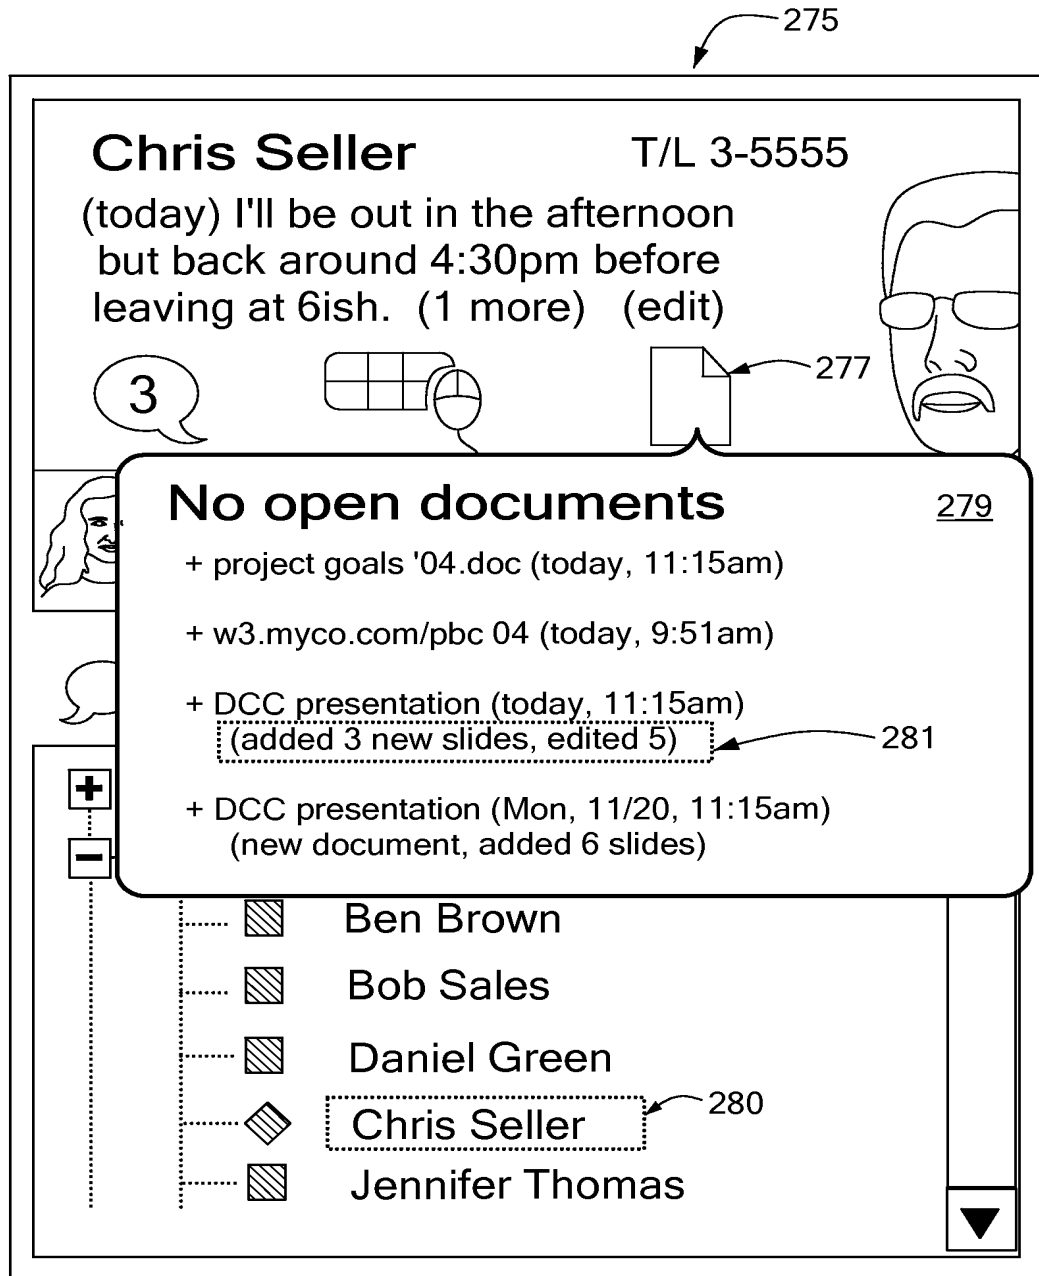 275
Chris Seller T/L 3-5555
(today) I'll be out in the afternoon
but back around 4:30pm before
leaving at 6ish. (1 more) (edit)
3
277
No open documents 279
+ project goals '04.doc (today, 11:15am)
+ w3.myco.com/pbc 04 (today, 9:51am)
+ DCC presentation (today, 11:15am)
(added 3 new slides, edited 5) 281
+ DCC presentation (Mon, 11/20, 11:15am)
(new document, added 6 slides)
Ben Brown
Bob Sales
Daniel Green
Chris Seller 280
Jennifer Thomas